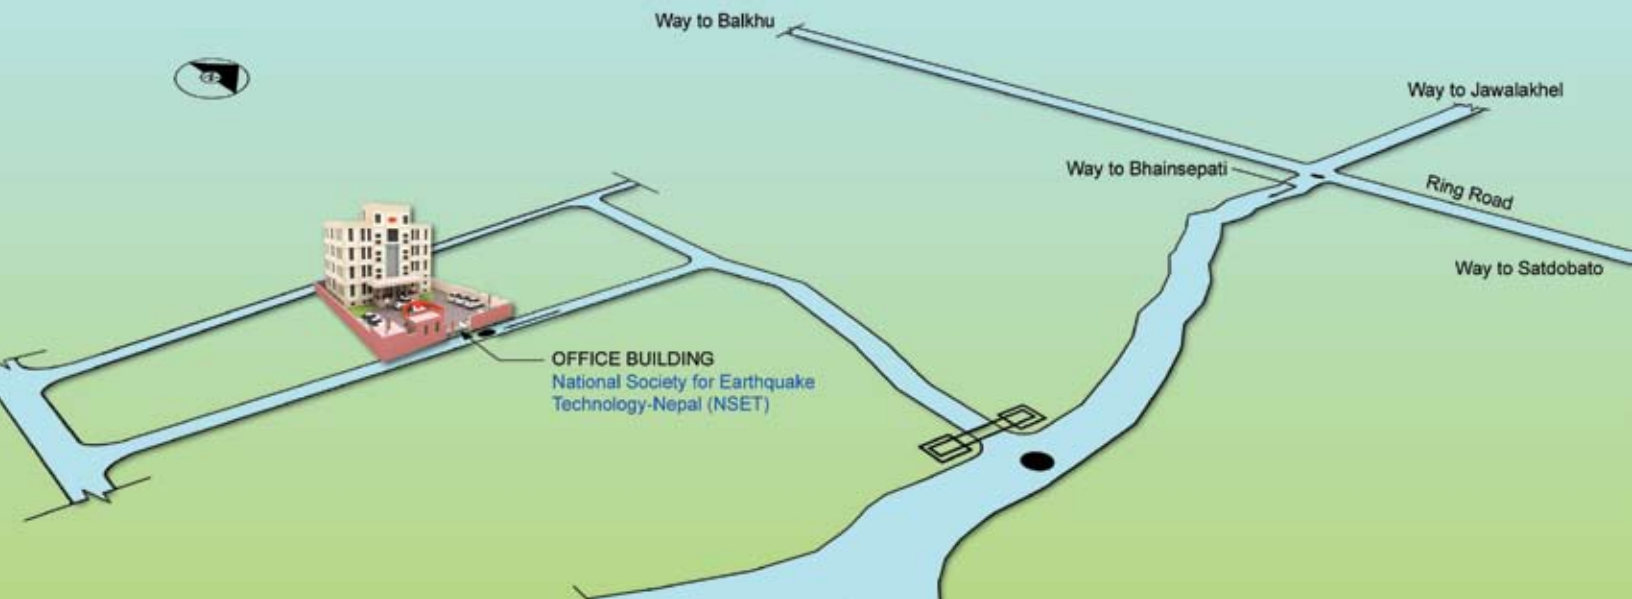 Way to Balkhu
Way to Jawalakhel
Way to Bhainsepati
Ring Road
Way to Satdobato
OFFICE BUILDING
National Society for Earthquake
Technology-Nepal (NSET)